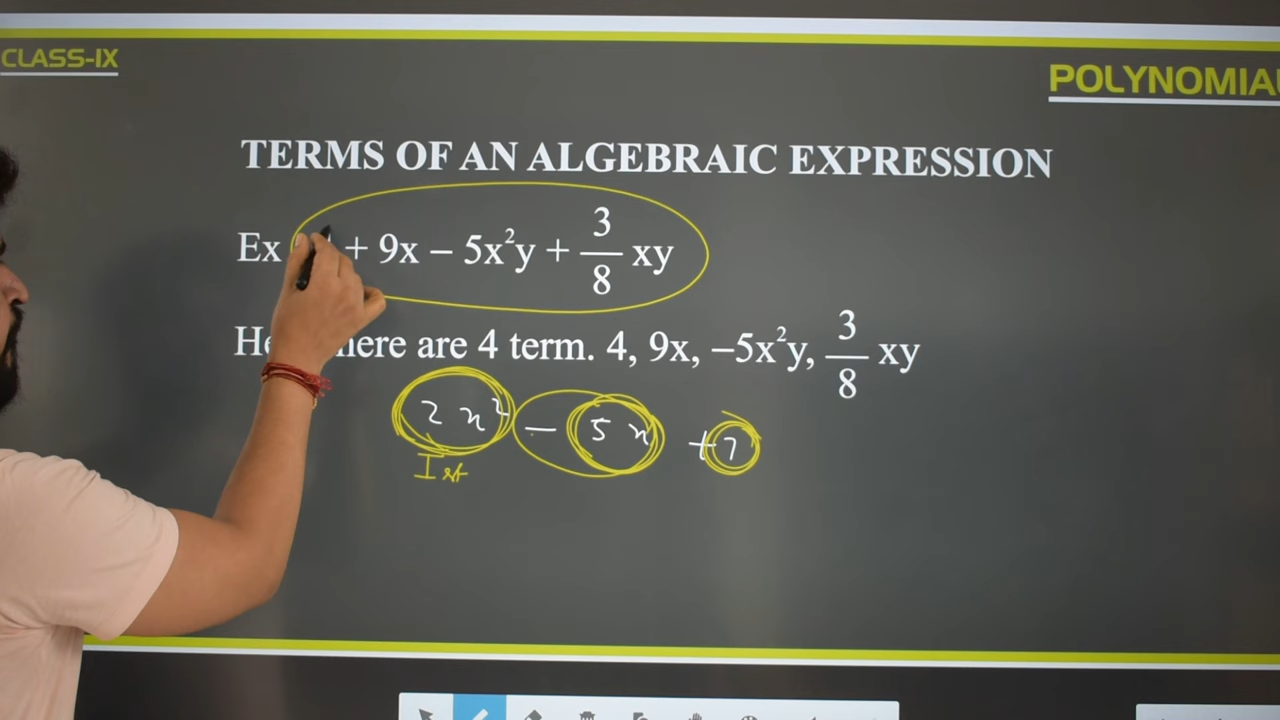 CLASS-IX
POLYNOMIA
TERMS OF AN ALGEBRAIC EXPRESSION
Ex + 9x – 5x²y + 3/8 xy
here are 4 term. 4, 9x, –5x²y, 3/8 xy
2x² – 5x + 7
Ist